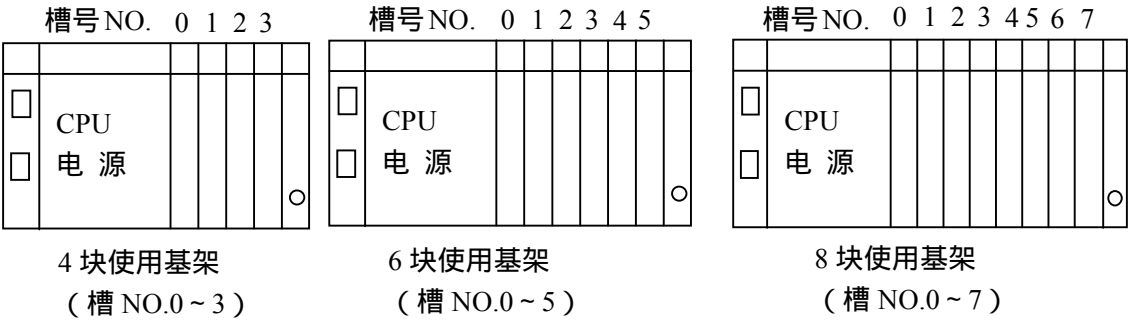 槽号NO. 0 1 2 3
CPU
电 源
4 块使用基架
（槽 NO.0～3）
槽号NO. 0 1 2 3 4 5
CPU
电 源
6 块使用基架
（槽 NO.0～5）
槽号NO. 0 1 2 3 4 5 6 7
CPU
电 源
8 块使用基架
（槽 NO.0～7）